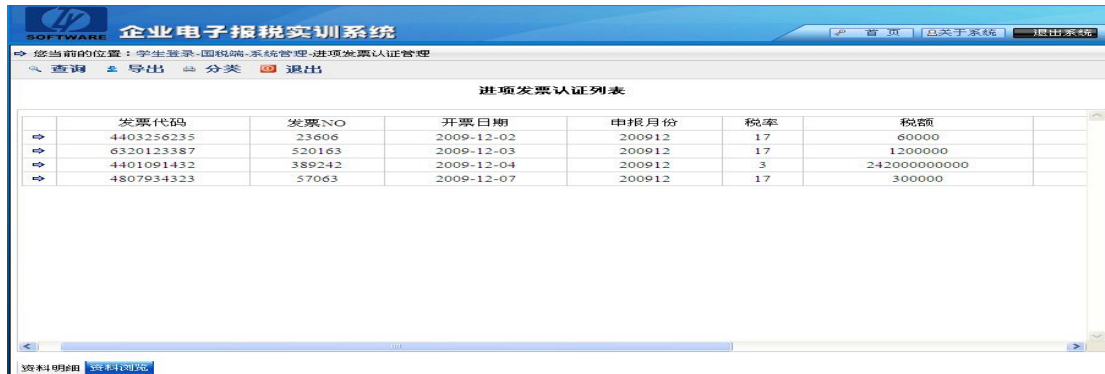 SOFTWARE 企业电子报税实训系统
首 页 关于系统 退出系统
您当前的位置：学生登录-国税端-系统管理-进项发票认证管理
查询 导出 分类 退出
进项发票认证列表
发票代码 发票NO 开票日期 申报月份 税率 税额
4403256235 23606 2009-12-02 200912 17 60000
6320123387 520163 2009-12-03 200912 17 1200000
4401091432 389242 2009-12-04 200912 3 242000000000
4807934323 57063 2009-12-07 200912 17 300000
资料明细 资料浏览